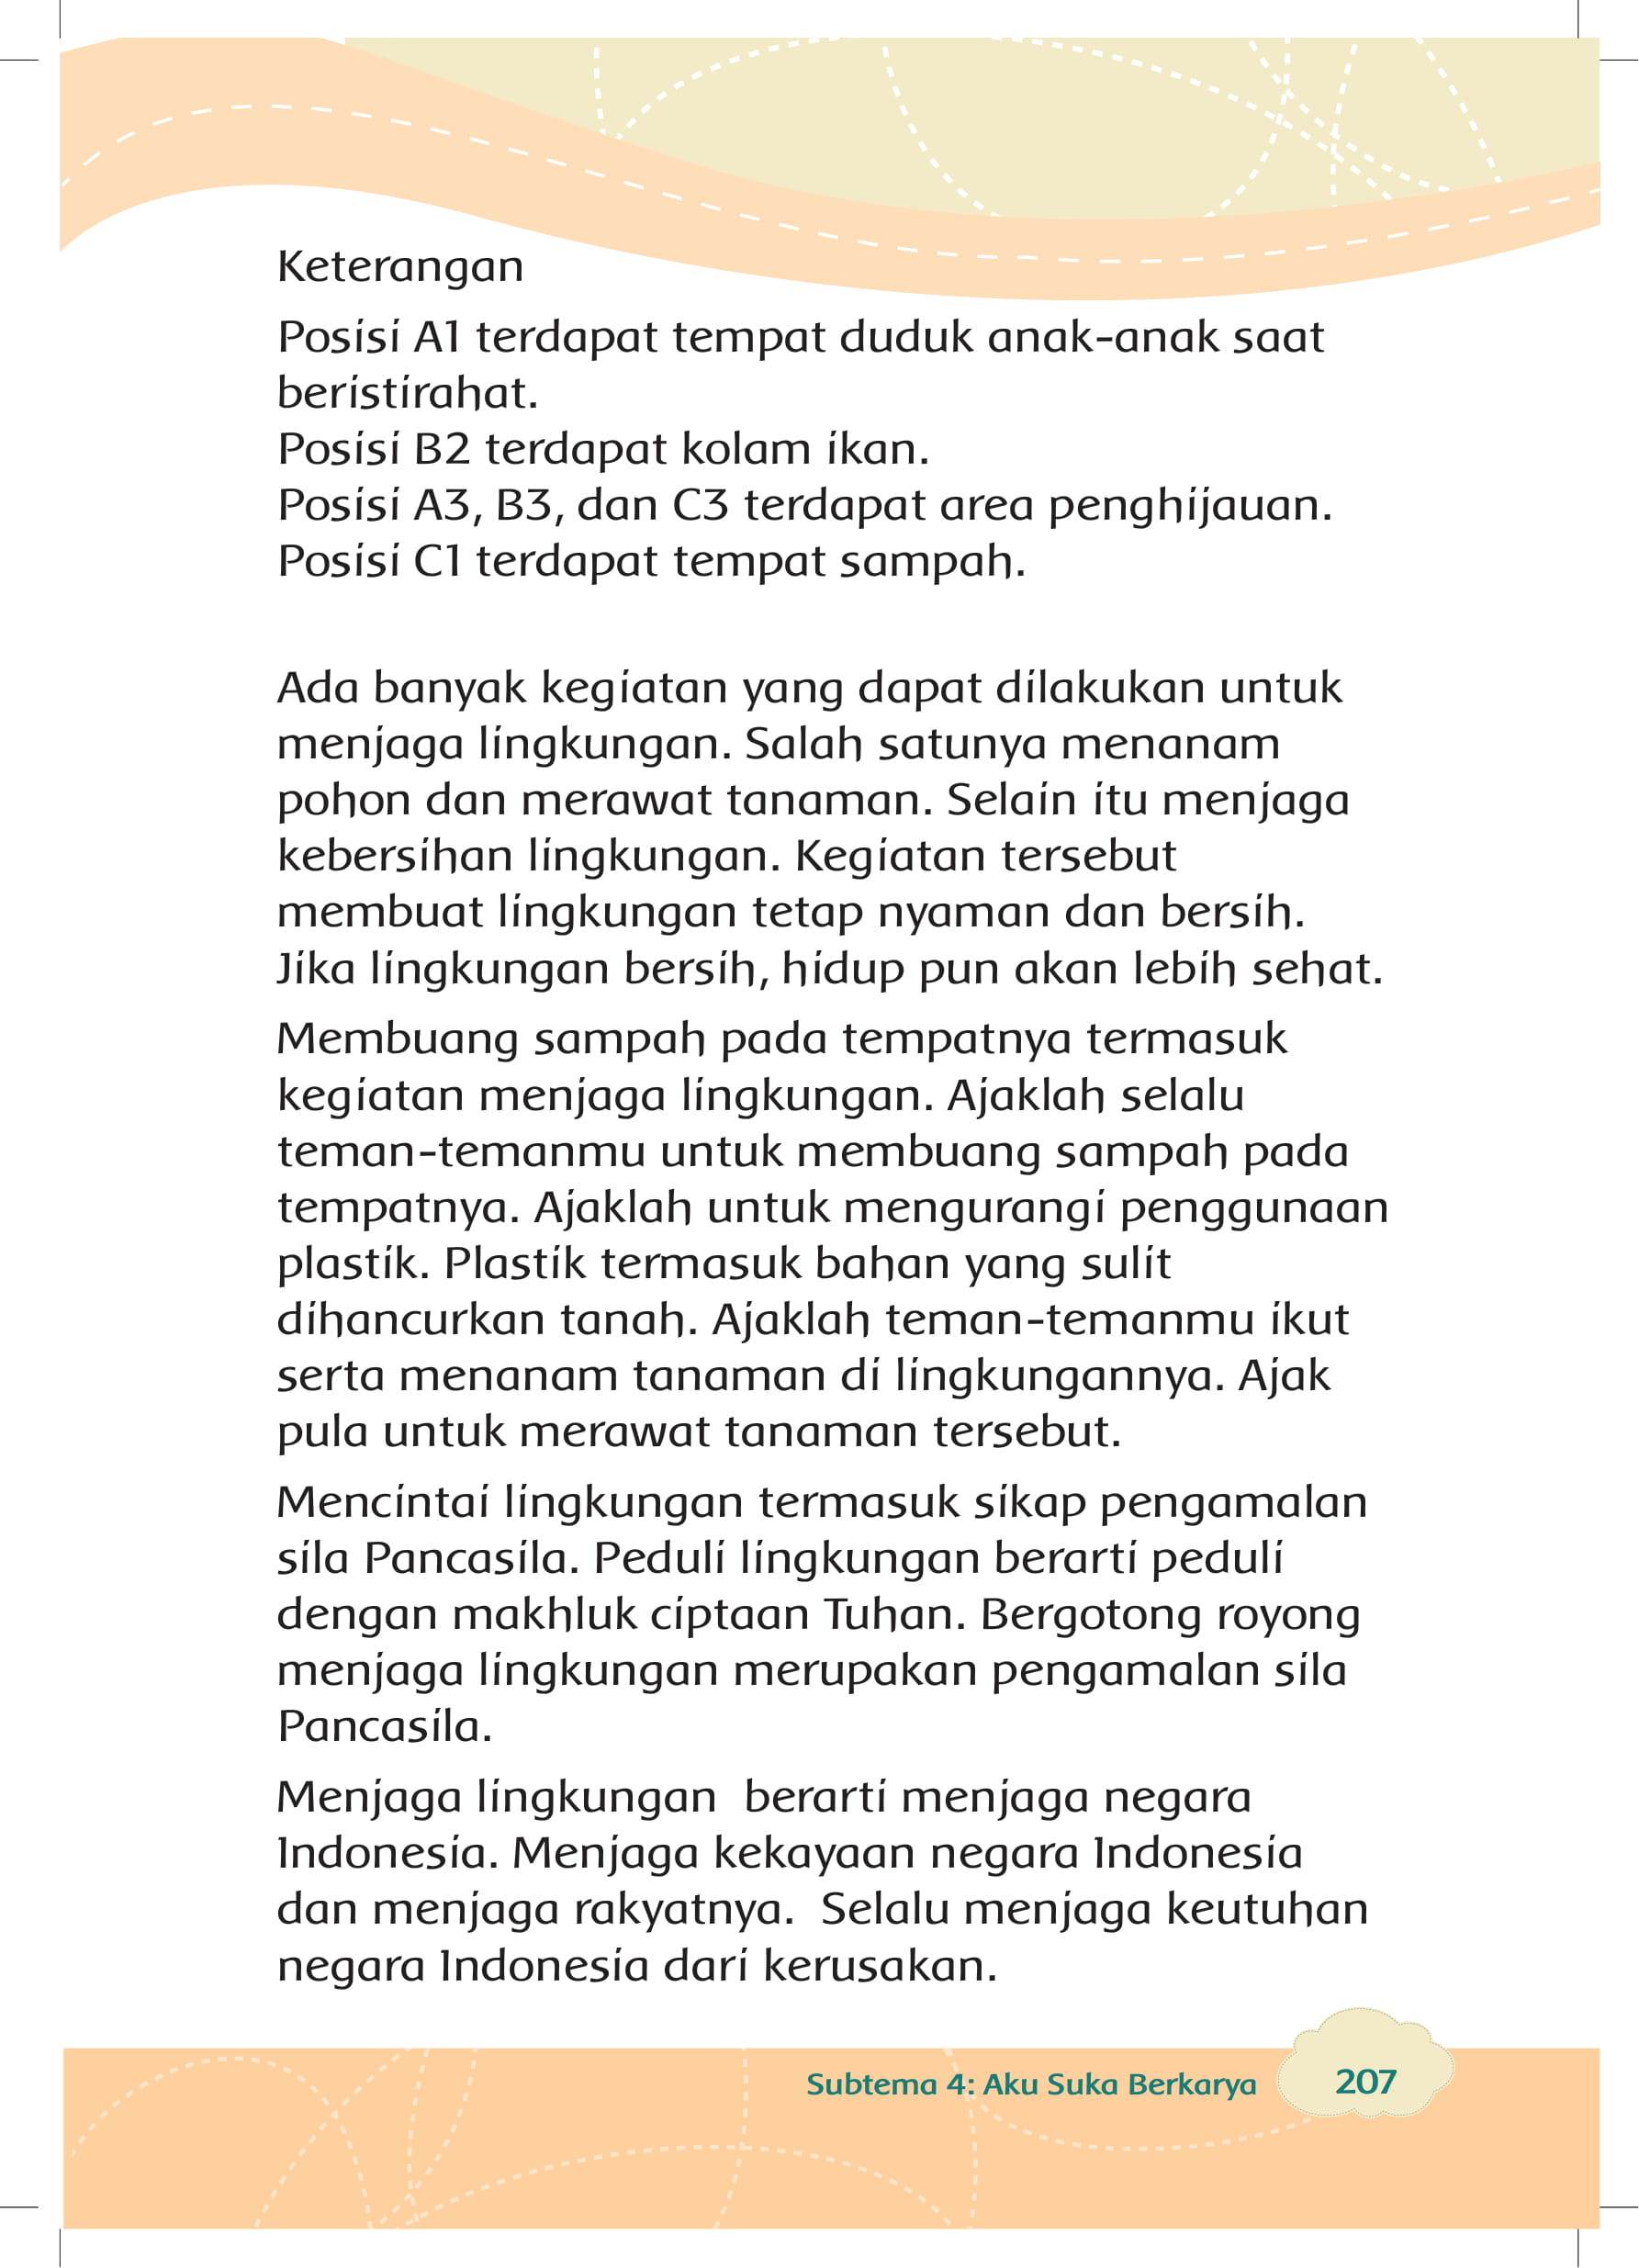 Keterangan
Posisi A1 terdapat tempat duduk anak-anak saat
beristirahat.
Posisi B2 terdapat kolam ikan.
Posisi A3, B3, dan C3 terdapat area penghijauan.
Posisi C1 terdapat tempat sampah.
Ada banyak kegiatan yang dapat dilakukan untuk
menjaga lingkungan. Salah satunya menanam
pohon dan merawat tanaman. Selain itu menjaga
kebersihan lingkungan. Kegiatan tersebut
membuat lingkungan tetap nyaman dan bersih.
Jika lingkungan bersih, hidup pun akan lebih sehat.
Membuang sampah pada tempatnya termasuk
kegiatan menjaga lingkungan. Ajaklah selalu
teman-temanmu untuk membuang sampah pada
tempatnya. Ajaklah untuk mengurangi penggunaan
plastik. Plastik termasuk bahan yang sulit
dihancurkan tanah. Ajaklah teman-temanmu ikut
serta menanam tanaman di lingkungannya. Ajak
pula untuk merawat tanaman tersebut.
Mencintai lingkungan termasuk sikap pengamalan
sila Pancasila. Peduli lingkungan berarti peduli
dengan makhluk ciptaan Tuhan. Bergotong royong
menjaga lingkungan merupakan pengamalan sila
Pancasila.
Menjaga lingkungan  berarti menjaga negara
Indonesia. Menjaga kekayaan negara Indonesia
dan menjaga rakyatnya.  Selalu menjaga keutuhan
negara Indonesia dari kerusakan.
Subtema 4: Aku Suka Berkarya
207